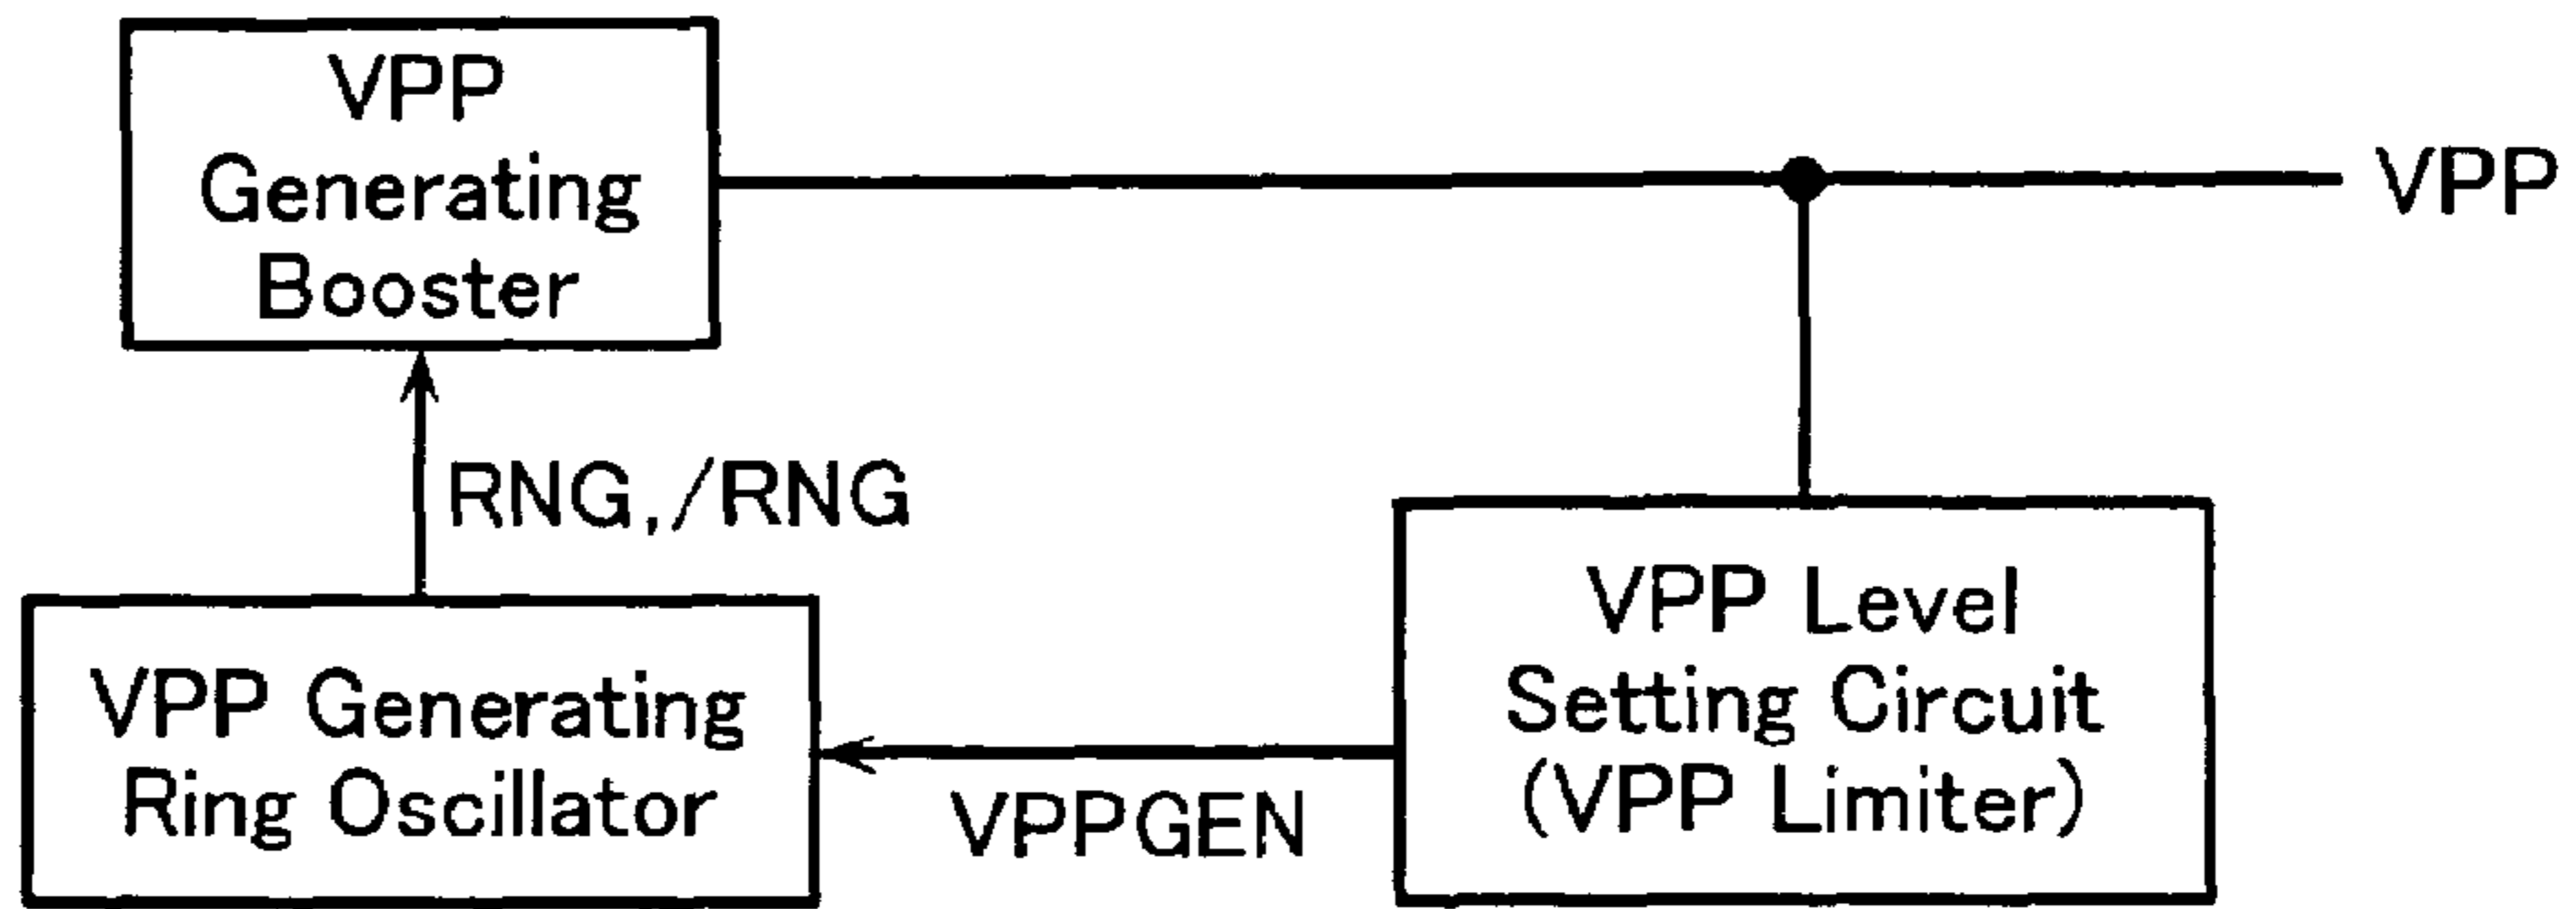 VPP
Generating
Booster
VPP
RNG,/RNG
VPP Level
Setting Circuit
(VPP Limiter)
VPP Generating
Ring Oscillator
VPPGEN